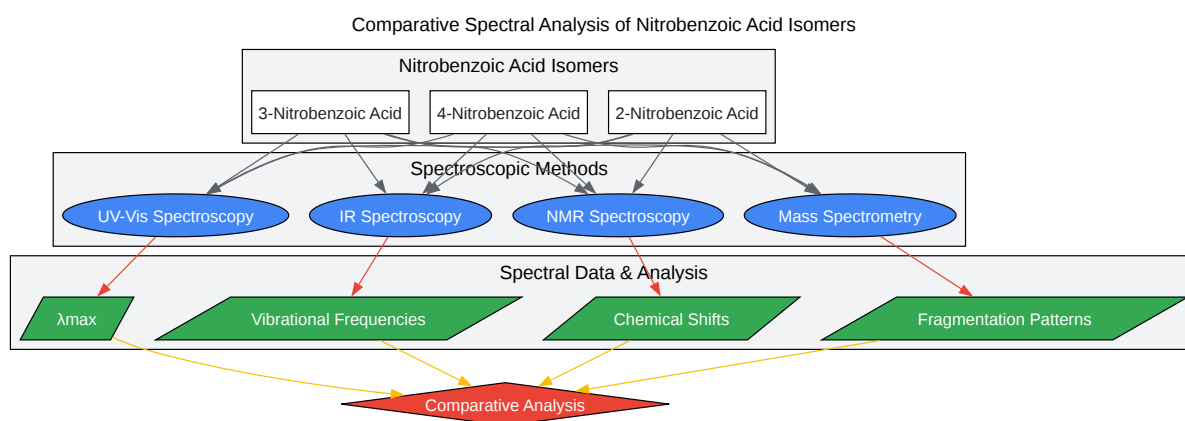 Comparative Spectral Analysis of Nitrobenzoic Acid Isomers
Nitrobenzoic Acid Isomers
3-Nitrobenzoic Acid
4-Nitrobenzoic Acid
2-Nitrobenzoic Acid
Spectroscopic Methods
UV-Vis Spectroscopy
IR Spectroscopy
NMR Spectroscopy
Mass Spectrometry
Spectral Data & Analysis
λmax
Vibrational Frequencies
Chemical Shifts
Fragmentation Patterns
Comparative Analysis